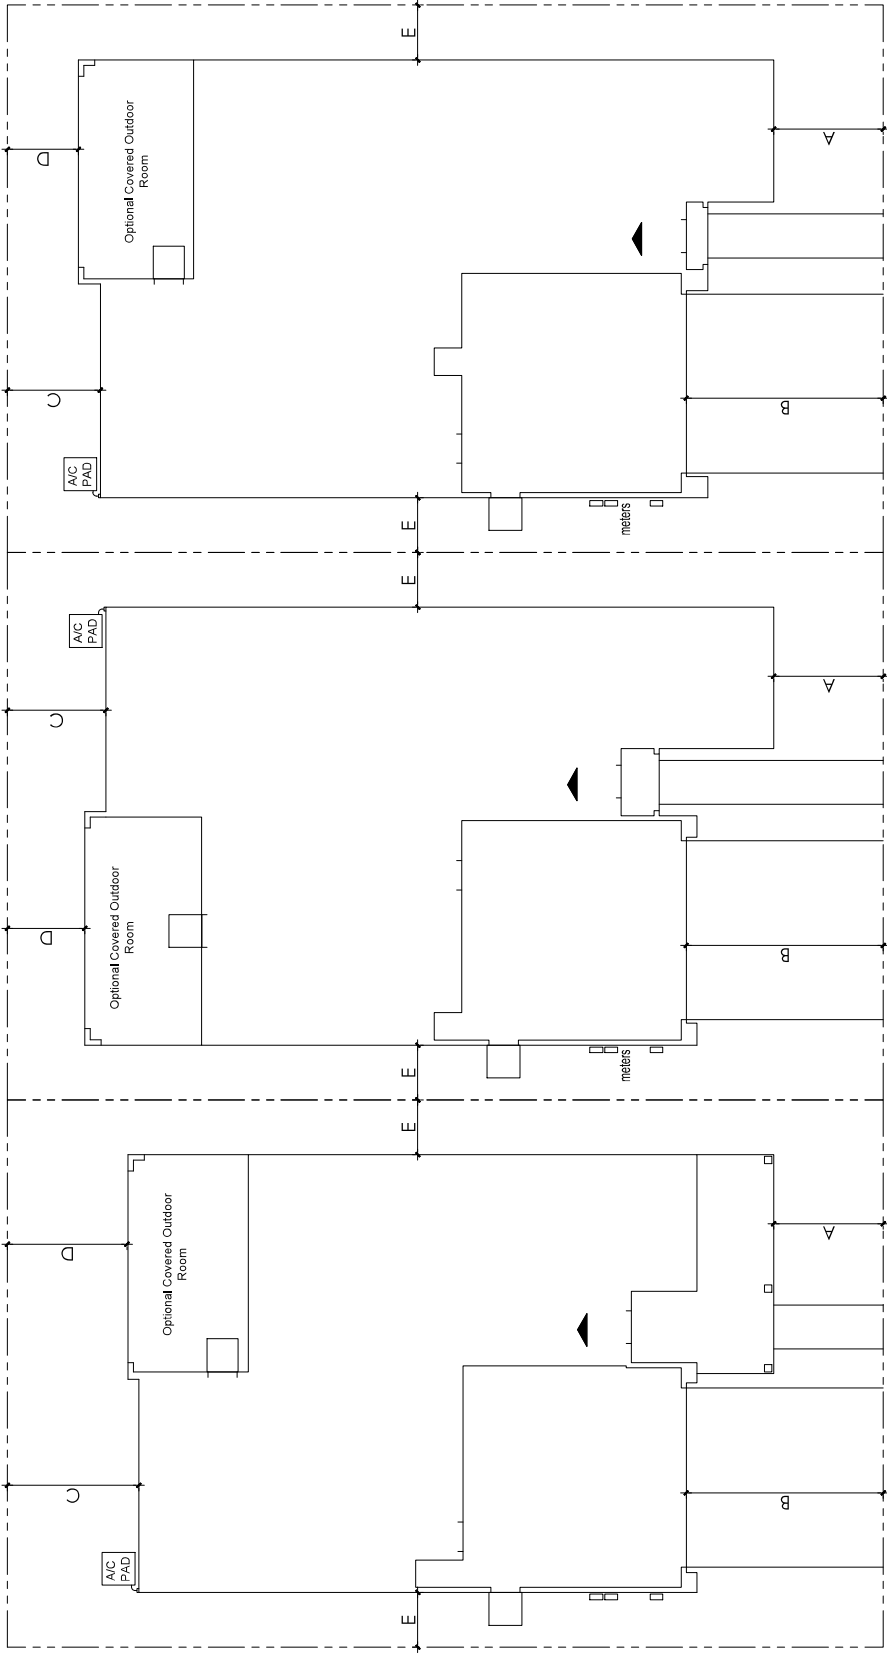 E
Optional Covered Outdoor
Room
D
A
C
B
A/C
PAD
E
meters
E
A/C
PAD
C
A
Optional Covered Outdoor
Room
D
B
E
meters
E
Optional Covered Outdoor
Room
D
A
C
B
A/C
PAD
E